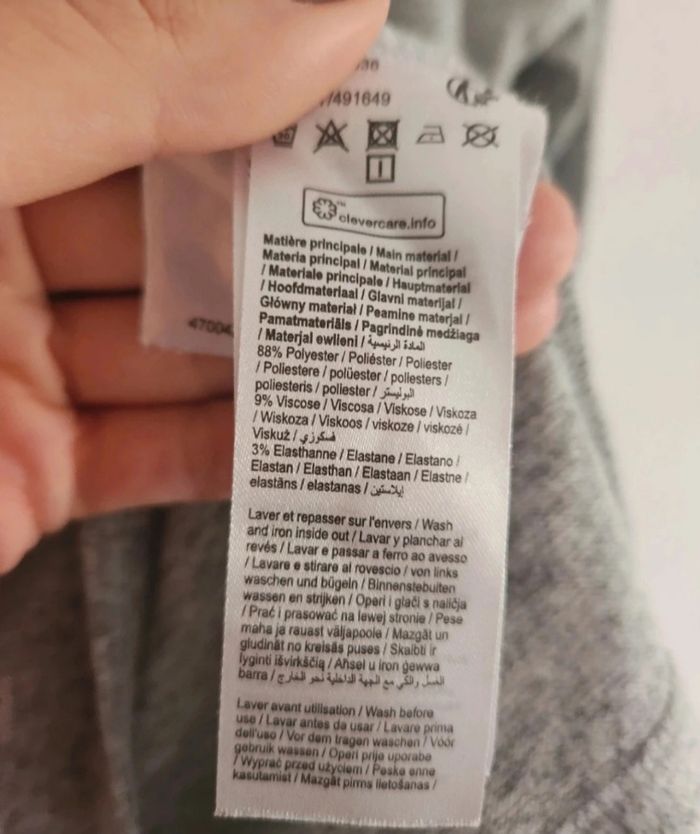 /491649
clevercare.info
Matière principale / Main material /
Materia principal / Material principal
/ Materiale principale / Hauptmaterial
/ Hoofdmateriaal / Glavni materijal /
Główny materiał / Peamine materjal /
Pamatmateriāls / Pagrindinė medžiaga
/ Materjal ewlieni / المادة الرئيسية
88% Polyester / Poliéster / Poliester
/ Poliestere / polüester / poliesters /
poliesteris / poliester / البوليستر
9% Viscose / Viscosa / Viskose / Viskoza
/ Wiskoza / Viskoos / viskoze / viskozė /
Viskuż / فسكوزي
3% Elasthanne / Elastane / Elastano /
Elastan / Elasthan / Elastaan / Elastne /
elastāns / elastanas / إيلاستين
Laver et repasser sur l'envers / Wash
and iron inside out / Lavar y planchar al
revés / Lavar e passar a ferro ao avesso
/ Lavare e stirare al rovescio / von links
waschen und bügeln / Binnenstebuiten
wassen en strijken / Operi i glači s naličja
/ Prać i prasować na lewej stronie / Pese
maha ja rauast väljapoole / Mazgāt un
gludināt no kreisās puses / Skalbti ir
lyginti išvirkščią / Aħsel u iron ġewwa
barra / الغسل والكي مع الجهة الداخلية نحو الخارج /
Laver avant utilisation / Wash before
use / Lavar antes de usar / Lavare prima
dell'uso / Vor dem tragen waschen / Vóór
gebruik wassen / Operi prije uporabe
/ Wyprać przed użyciem / Peske enne
kasutamist / Mazgāt pirms lietošanas /